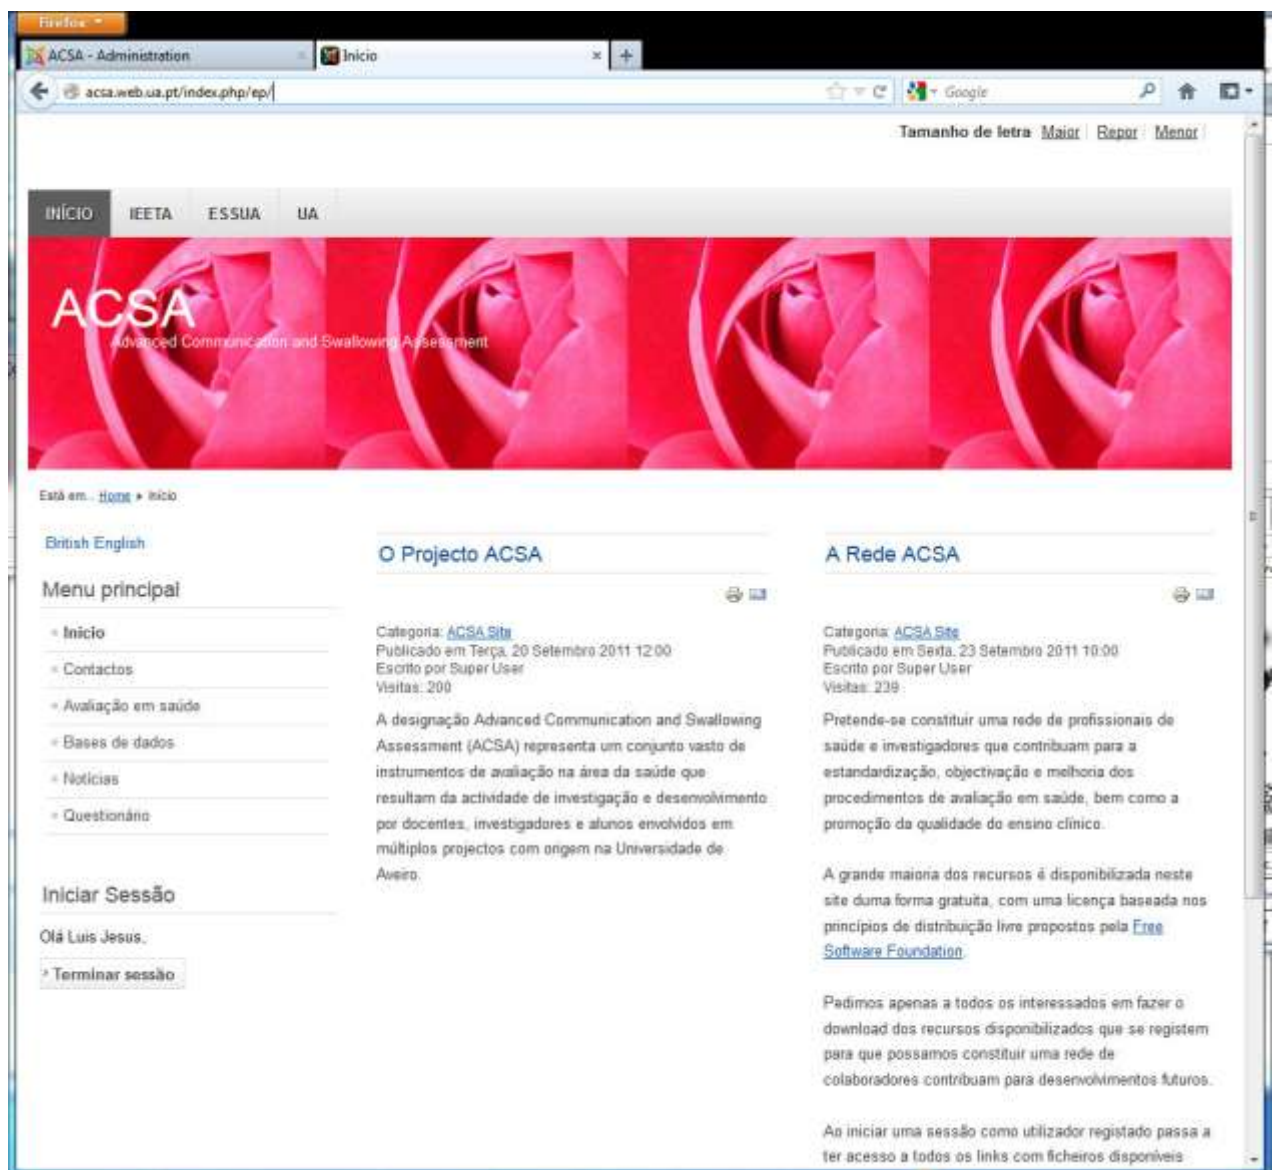 Firefox
ACSA - Administration
Início
acsa.web.ua.pt/index.php/ep/
Google
Tamanho de letra Maior Repor Menor
INÍCIO IEETA ESSUA UA
ACSA
Advanced Communication and Swallowing Assessment
Está em... Home Início
British English
Menu principal
Início
Contactos
Avaliação em saúde
Bases de dados
Notícias
Questionário
Iniciar Sessão
Olá Luis Jesus,
Terminar sessão
O Projecto ACSA
Categoria: ACSA Site
Publicado em Terça, 20 Setembro 2011 12:00
Escrito por Super User
Visitas: 200
A designação Advanced Communication and Swallowing
Assessment (ACSA) representa um conjunto vasto de
instrumentos de avaliação na área da saúde que
resultam da actividade de investigação e desenvolvimento
por docentes, investigadores e alunos envolvidos em
múltiplos projectos com origem na Universidade de
Aveiro.
A Rede ACSA
Categoria: ACSA Site
Publicado em Sexta, 23 Setembro 2011 10:00
Escrito por Super User
Visitas: 239
Pretende-se constituir uma rede de profissionais de
saúde e investigadores que contribuam para a
estandardização, objectivação e melhoria dos
procedimentos de avaliação em saúde, bem como a
promoção da qualidade do ensino clínico.
A grande maioria dos recursos é disponibilizada neste
site duma forma gratuita, com uma licença baseada nos
princípios de distribuição livre propostos pela Free
Software Foundation.
Pedimos apenas a todos os interessados em fazer o
download dos recursos disponibilizados que se registem
para que possamos constituir uma rede de
colaboradores contribuam para desenvolvimentos futuros.
Ao iniciar uma sessão como utilizador registado passa a
ter acesso a todos os links com ficheiros disponíveis